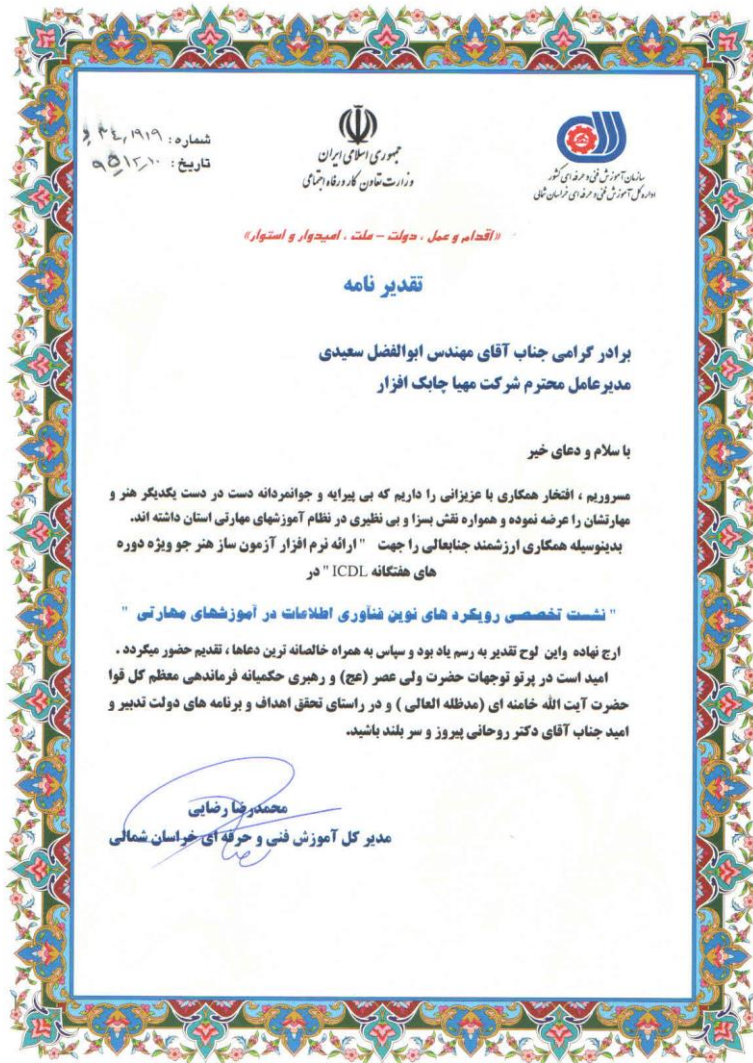 سازمان آموزش فنی و حرفه ای کشور
اداره کل آموزش فنی و حرفه ای خراسان شمالی
جمهوری اسلامی ایران
وزارت تعاون کار و رفاه اجتماعی
شماره :
تاریخ :
«اقدام و عمل ، دولت – ملت ، امیدوار و استوار»
تقدیر نامه
برادر گرامی جناب آقای مهندس ابوالفضل سعیدی
مدیرعامل محترم شرکت مهیا چابک افزار
با سلام و دعای خیر
مسروریم ، افتخار همکاری با عزیزانی را داریم که بی پیرایه و جوانمردانه دست در دست یکدیگر هنر و
مهارتشان را عرضه نموده و همواره نقش بسزا و بی نظیری در نظام آموزشهای مهارتی استان داشته اند.
بدینوسیله همکاری ارزشمند جنابعالی را جهت " ارائه نرم افزار آزمون ساز هنر جو ویژه دوره
های هفتگانه ICDL " در
" نشست تخصصی رویکرد های نوین فنآوری اطلاعات در آموزشهای مهارتی "
ارج نهاده واین لوح تقدیر به رسم یاد بود و سپاس به همراه خالصانه ترین دعاها ، تقدیم حضور میگردد .
امید است در پرتو توجهات حضرت ولی عصر (عج) و رهبری حکمیانه فرماندهی معظم کل قوا
حضرت آیت الله خامنه ای (مدظله العالی ) و در راستای تحقق اهداف و برنامه های دولت تدبیر و
امید جناب آقای دکتر روحانی پیروز و سر بلند باشید.
محمدرضا رضایی
مدیر کل آموزش فنی و حرفه ای خراسان شمالی